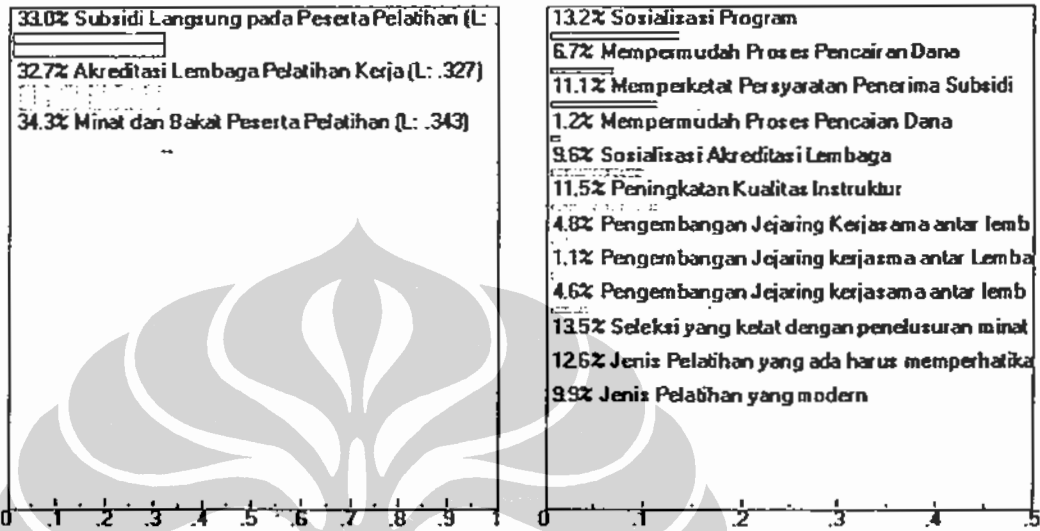 33.0% Subsidi Langsung pada Peserta Pelatihan (L:
32.7% Akreditasi Lembaga Pelatihan Kerja (L: .327)
34.3% Minat dan Bakat Peserta Pelatihan (L: .343)
0 .1 .2 .3 .4 .5 .6 .7 .8 .9 1
13.2% Sosialisasi Program
6.7% Mempermudah Proses Pencairan Dana
11.1% Memperketat Persyaratan Penerima Subsidi
1.2% Mempermudah Proses Pencaian Dana
9.6% Sosialisasi Akreditasi Lembaga
11.5% Peningkatan Kualitas Instruktur
4.8% Pengembangan Jejaring Kerjasama antar lemb
1.1% Pengembangan Jejaring kerjasma antar Lemba
4.6% Pengembangan Jejaring kerjasama antar lemb
13.5% Seleksi yang ketat dengan penelusuran minat
12.6% Jenis Pelatihan yang ada harus memperhatika
9.9% Jenis Pelatihan yang modern
0 .1 .2 .3 .4 .5